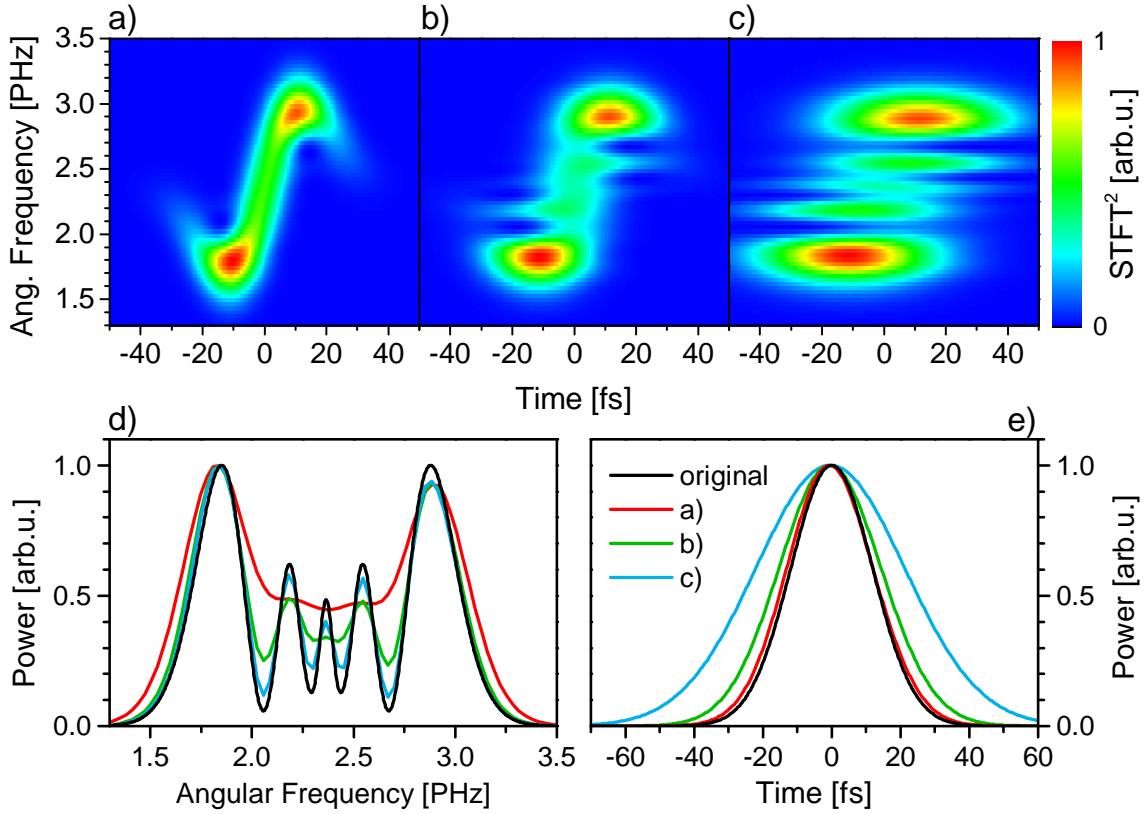 a) b) c)
3.5
3.0
2.5
2.0
1.5
Ang. Frequency [PHz]
-40 -20 0 20 40 -40 -20 0 20 40 -40 -20 0 20 40
Time [fs]
1
0
STFT² [arb.u.]
d) e)
1.0
0.5
0.0
Power [arb.u.]
1.5 2.0 2.5 3.0 3.5
Angular Frequency [PHz]
original
a)
b)
c)
1.0
0.5
0.0
Power [arb.u.]
-60 -40 -20 0 20 40 60
Time [fs]